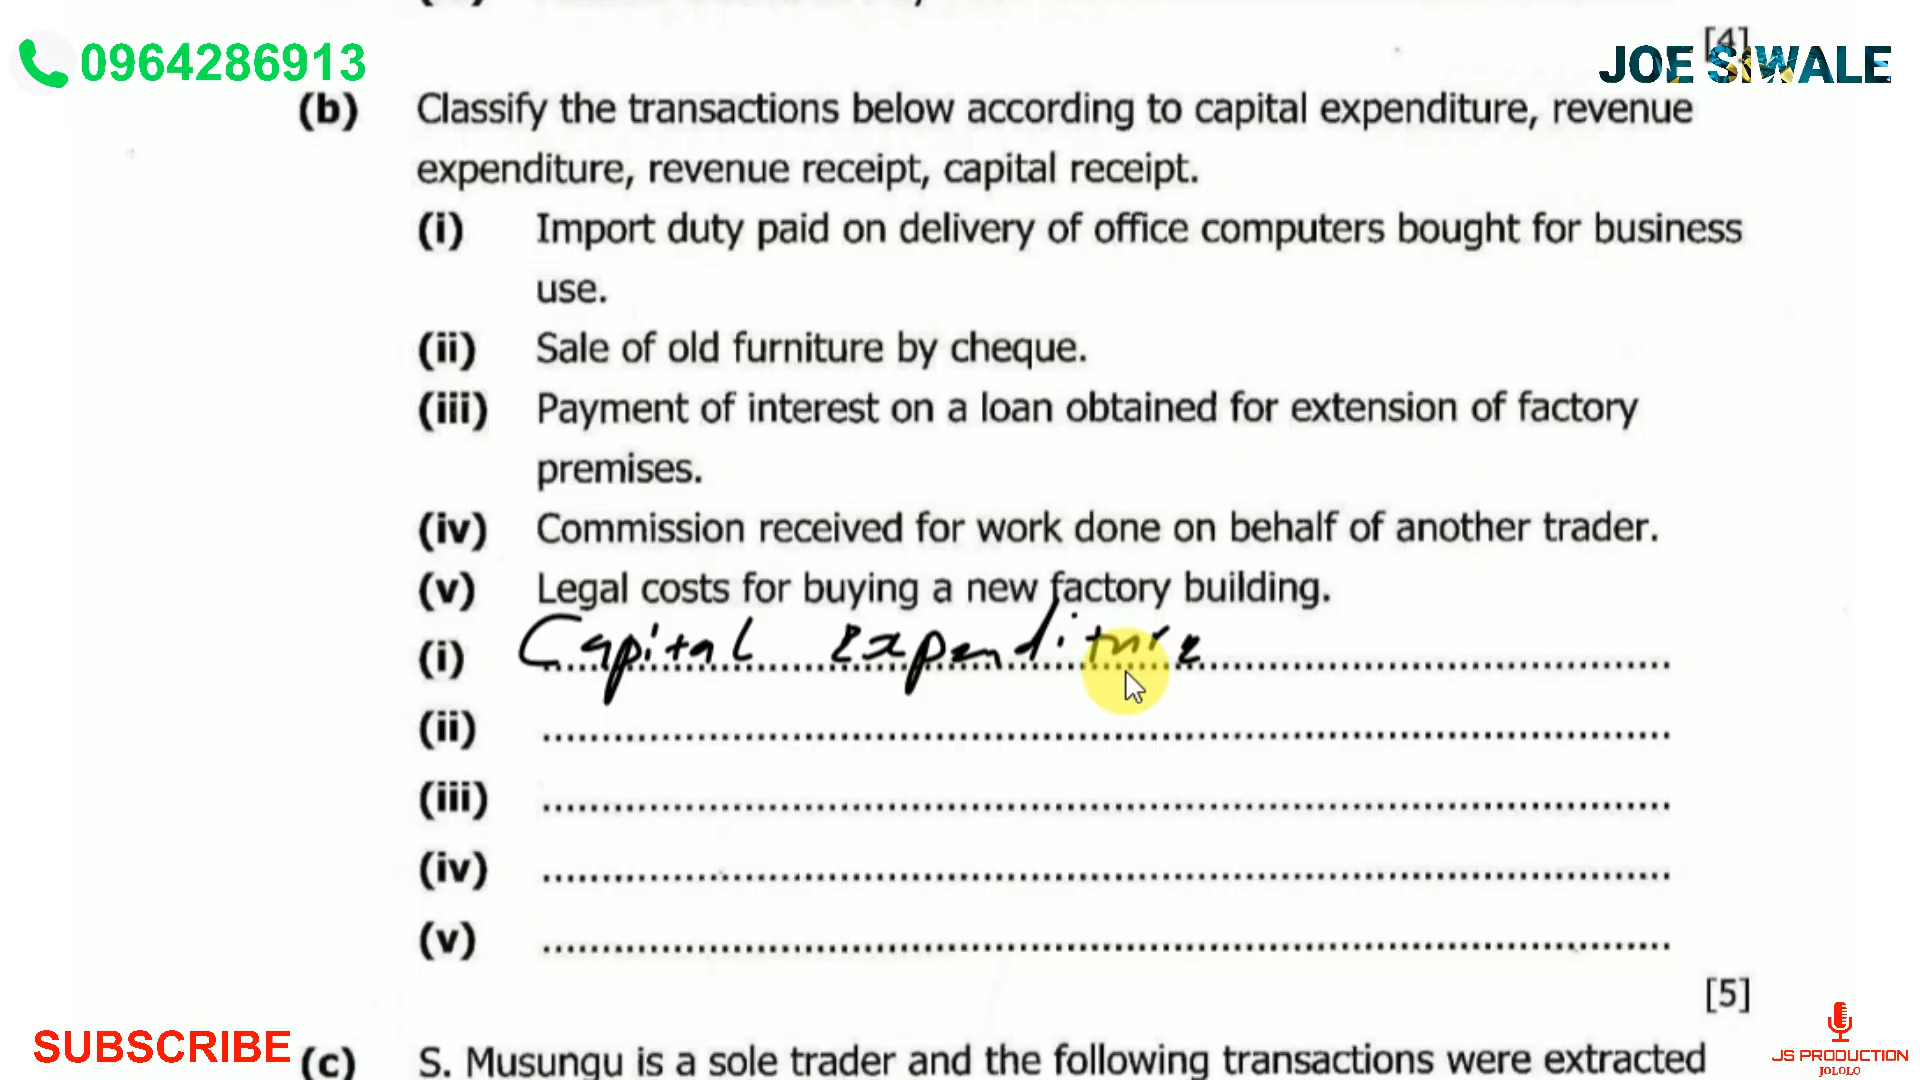 0964286913
[4]
JOE SIWALE
(b) Classify the transactions below according to capital expenditure, revenue
expenditure, revenue receipt, capital receipt.
(i) Import duty paid on delivery of office computers bought for business
use.
(ii) Sale of old furniture by cheque.
(iii) Payment of interest on a loan obtained for extension of factory
premises.
(iv) Commission received for work done on behalf of another trader.
(v) Legal costs for buying a new factory building.
(i) Capital expenditure
(ii)
(iii)
(iv)
(v)
[5]
SUBSCRIBE
(c) S. Musungu is a sole trader and the following transactions were extracted
JS PRODUCTION
JOLOLO